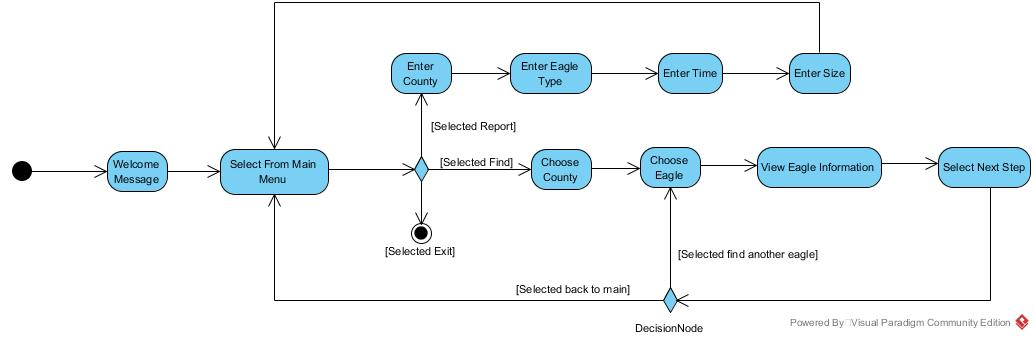 Enter
County
Enter Eagle
Type
Enter Time
Enter Size
[Selected Report]
Welcome
Message
Select From Main
Menu
[Selected Find]
Choose
County
Choose
Eagle
View Eagle Information
Select Next Step
[Selected Exit]
[Selected find another eagle]
[Selected back to main]
DecisionNode
Powered By Visual Paradigm Community Edition